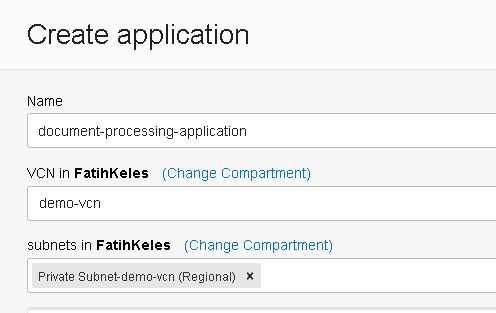 Create application
Name
document-processing-application
VCN in FatihKeles (Change Compartment)
demo-vcn
subnets in FatihKeles (Change Compartment)
Private Subnet-demo-vcn (Regional) ×